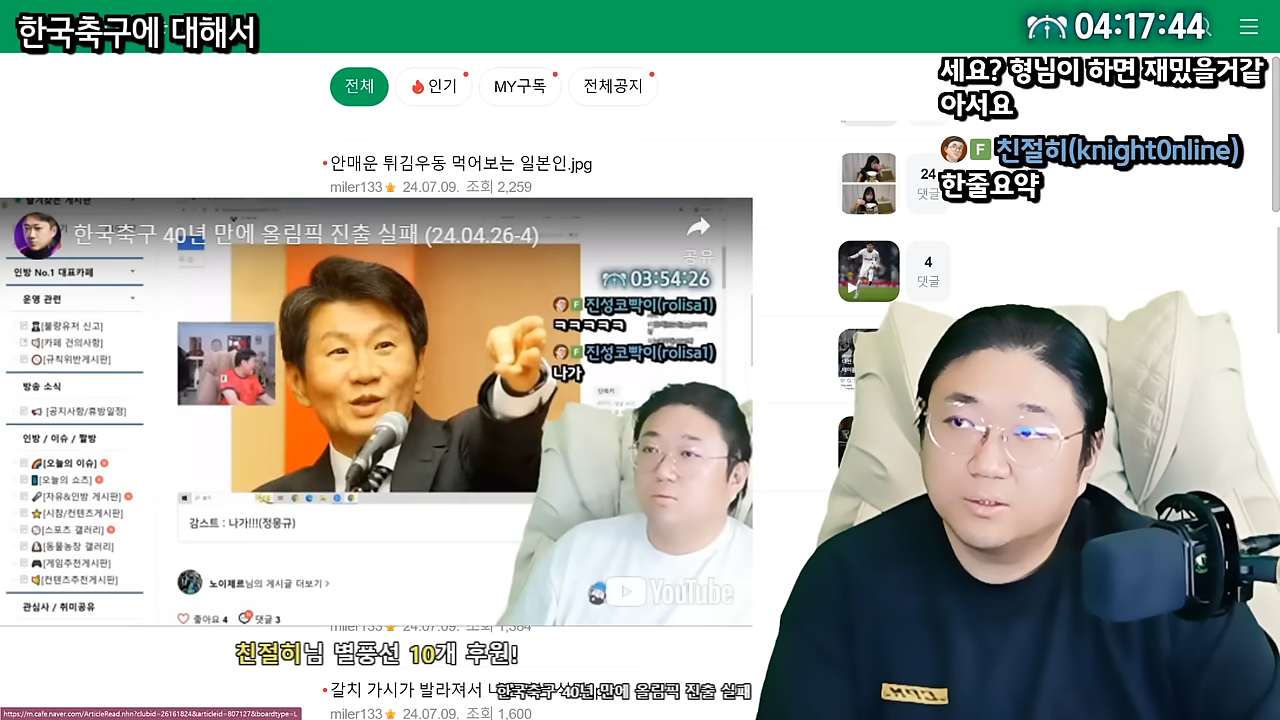 한국축구에 대해서
04:17:44
전체
인기
MY구독
전체공지
세요? 형님이 하면 재밌을거같
아서요
F 친절히(knight0nline)
한줄요약
안매운 튀김우동 먹어보는 일본인.jpg
miler133 24.07.09. 조회 2,259
24
댓글
4
댓글
한국축구 40년 만에 올림픽 진출 실패 (24.04.26-4)
공유
03:54:26
F 진성코빡이(rolisa1)
ㅋㅋㅋㅋㅋ
F 진성코빡이(rolisa1)
나가
인방 No.1 대표카페
운영 관련
[불량유저 신고]
[카페 건의사항]
[규칙위반게시판]
방송 소식
[공지사항/휴방일정]
인방 / 이슈 / 짤방
[오늘의 이슈]
[오늘의 쇼츠]
[자유&인방 게시판]
[시참/컨텐츠게시판]
[스포츠 갤러리]
[동물농장 갤러리]
[게임추천게시판]
[컨텐츠추천게시판]
관심사 / 취미공유
감스트 : 나가!!!(정몽규)
노이제르님의 게시글 더보기 >
좋아요 4 댓글 3
YouTube
miler133 24.07.09. 조회 1,384
친절히님 별풍선 10개 후원!
갈치 가시가 발라져서
한국축구 40년 만에 올림픽 진출 실패
miler133 24.07.09. 조회 1,600
https://m.cafe.naver.com/ArticleRead.nhn?clubid=26161824&articleid=807127&boardtype=L